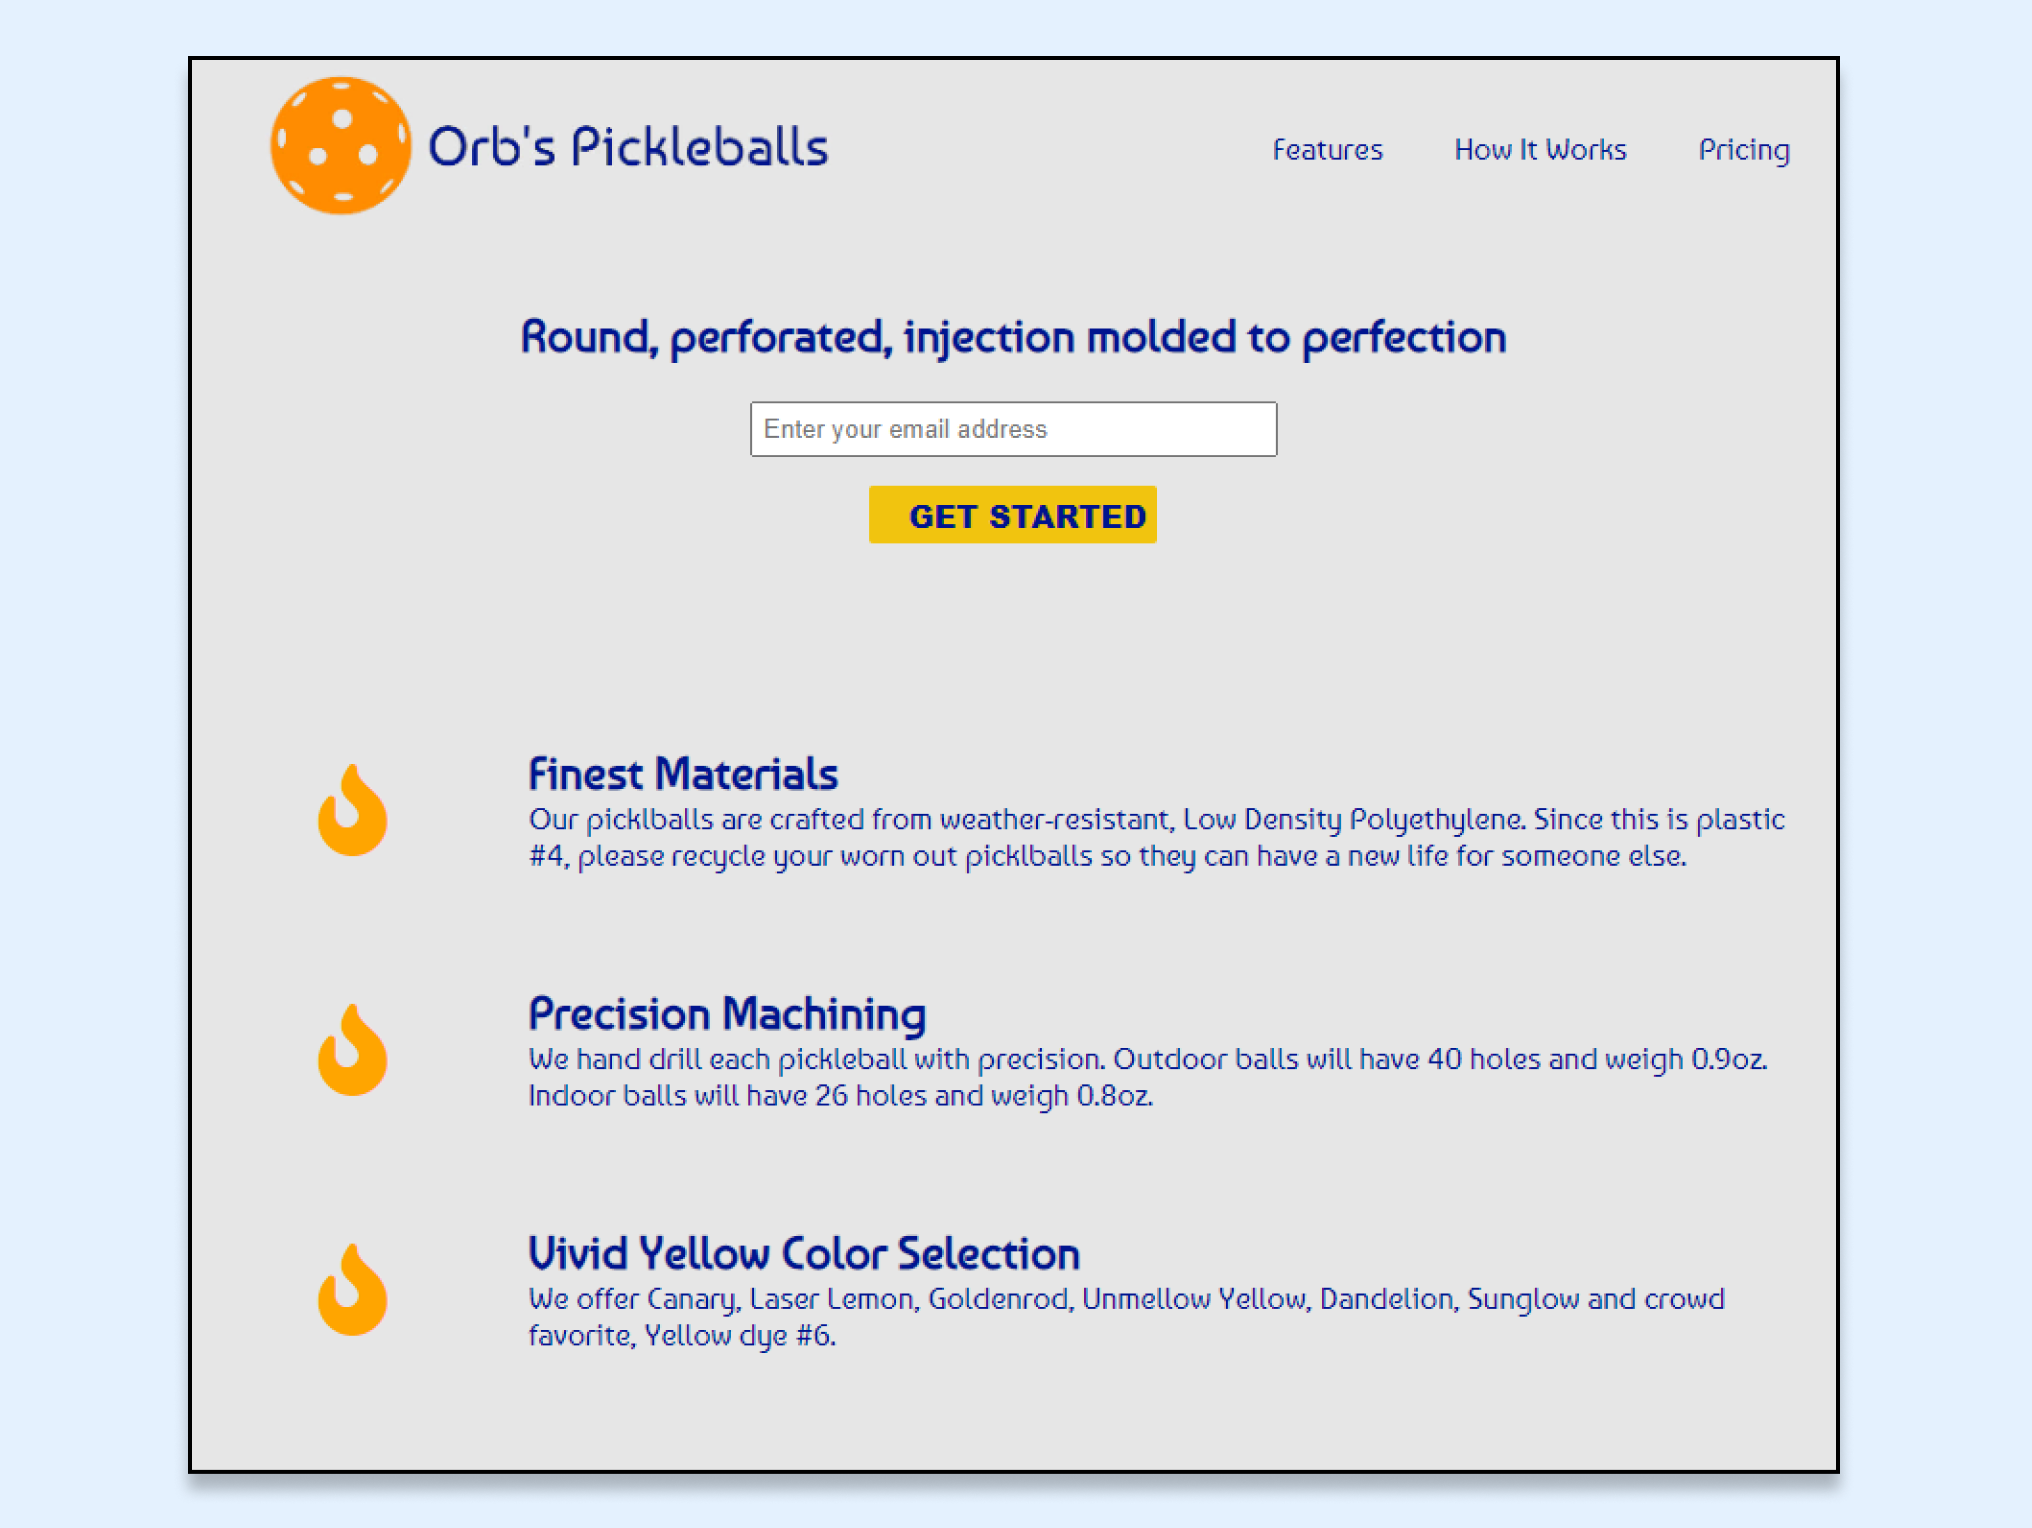 Orb's Pickleballs
Features
How It Works
Pricing
Round, perforated, injection molded to perfection
Enter your email address
GET STARTED
Finest Materials
Our picklballs are crafted from weather-resistant, Low Density Polyethylene. Since this is plastic
#4, please recycle your worn out picklballs so they can have a new life for someone else.
Precision Machining
We hand drill each pickleball with precision. Outdoor balls will have 40 holes and weigh 0.9oz.
Indoor balls will have 26 holes and weigh 0.8oz.
Vivid Yellow Color Selection
We offer Canary, Laser Lemon, Goldenrod, Unmellow Yellow, Dandelion, Sunglow and crowd
favorite, Yellow dye #6.